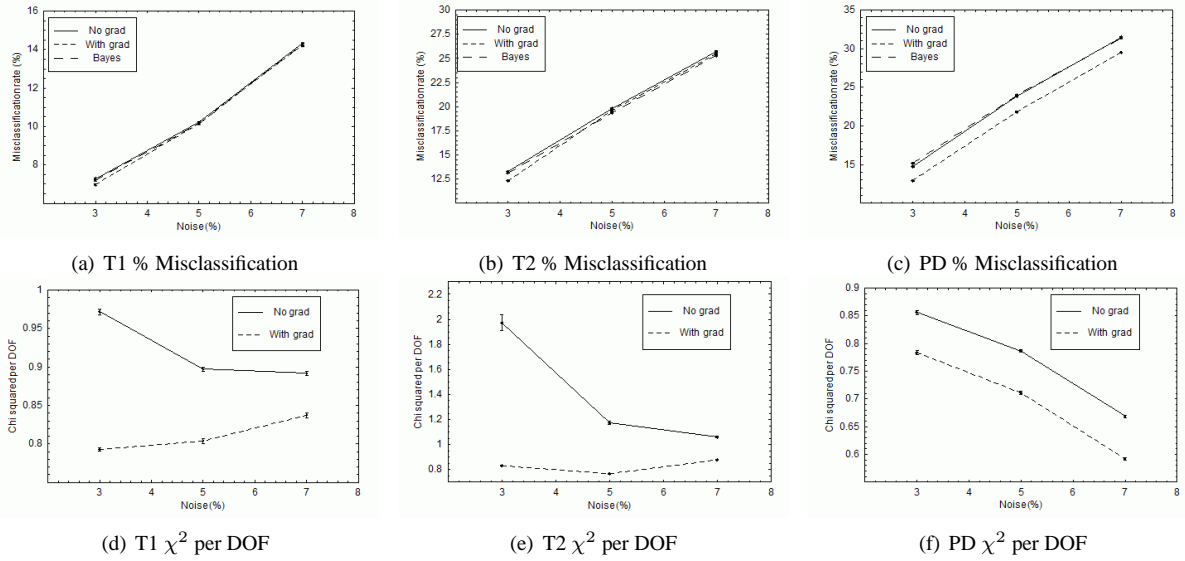 No grad
With grad
Bayes
16
14
12
10
8
3
4
5
6
7
8
Misclassification rate (%)
Noise (%)
(a) T1 % Misclassification
No grad
With grad
Bayes
30
27.5
25
22.5
20
17.5
15
12.5
3
4
5
6
7
8
Misclassification rate (%)
Noise (%)
(b) T2 % Misclassification
No grad
With grad
Bayes
35
30
25
20
15
3
4
5
6
7
8
Misclassification rate (%)
Noise (%)
(c) PD % Misclassification
No grad
With grad
1
0.95
0.9
0.85
0.8
3
4
5
6
7
8
Chi squared per DOF
Noise (%)
(d) T1 χ² per DOF
No grad
With grad
2.2
2
1.8
1.6
1.4
1.2
1
0.8
3
4
5
6
7
8
Chi squared per DOF
Noise (%)
(e) T2 χ² per DOF
No grad
With grad
0.9
0.85
0.8
0.75
0.7
0.65
0.6
3
4
5
6
7
8
Chi squared per DOF
Noise (%)
(f) PD χ² per DOF